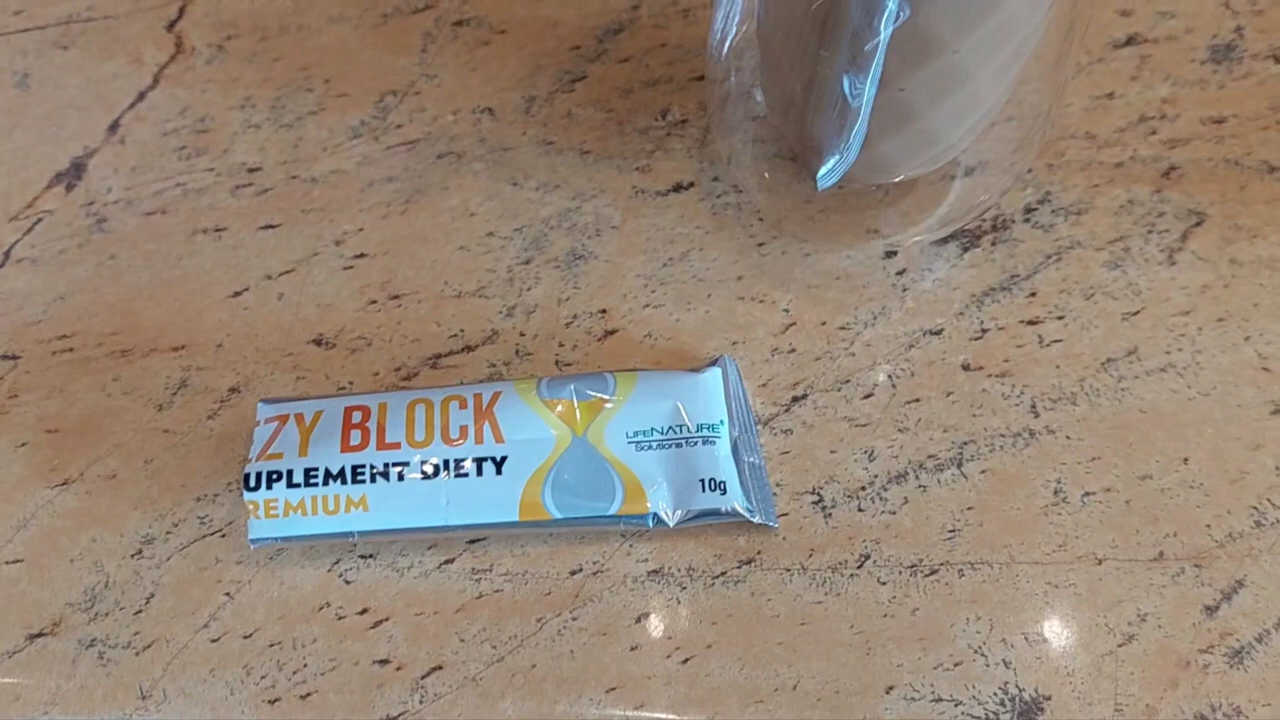 ZY BLOCK
UPLEMENT DIETY
REMIUM
LIFENATURE®
Solutions for life
10g